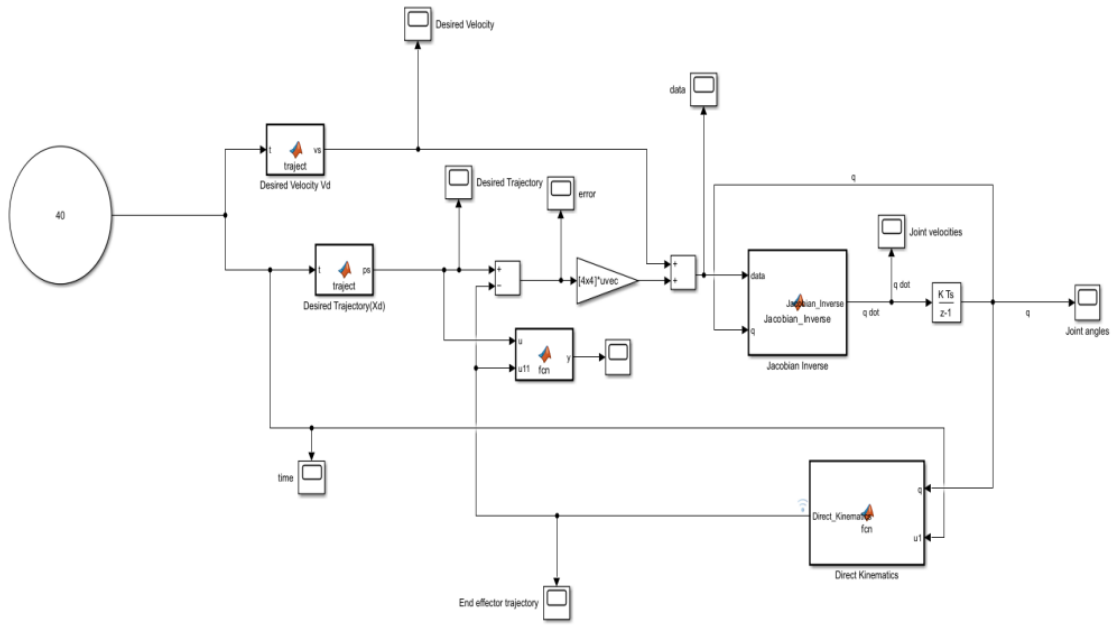 Desired Velocity
data
t
vs
traject
Desired Velocity Vd
q
Desired Trajectory
error
40
Joint velocities
t
ps
traject
Desired Trajectory(Xd)
+
−
[4x4]*uvec
+
+
data
q
Jacobian_Inverse
Jacobian_Inverse
Jacobian Inverse
q dot
q dot
K Ts
z-1
q
Joint angles
u
u11
y
fcn
time
q
u1
Direct_Kinematics
fcn
Direct Kinematics
End effector trajectory